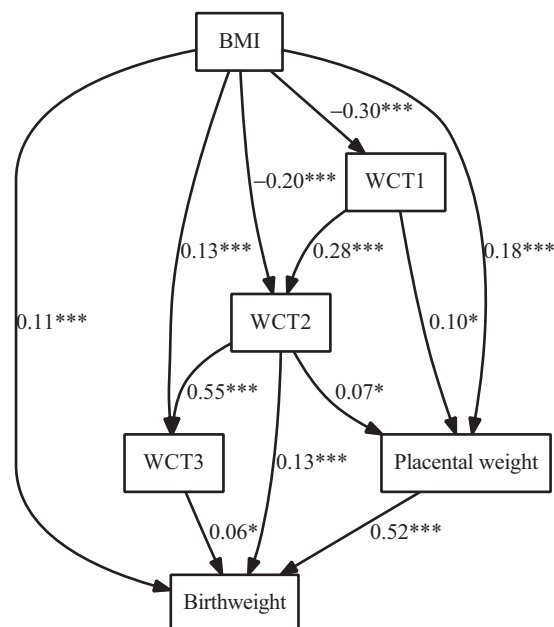 BMI
−0.30***
WCT1
−0.20***
0.13***
0.28***
0.18***
WCT2
0.11***
0.10*
0.55***
0.07*
WCT3
Placental weight
0.13***
0.06*
0.52***
Birthweight